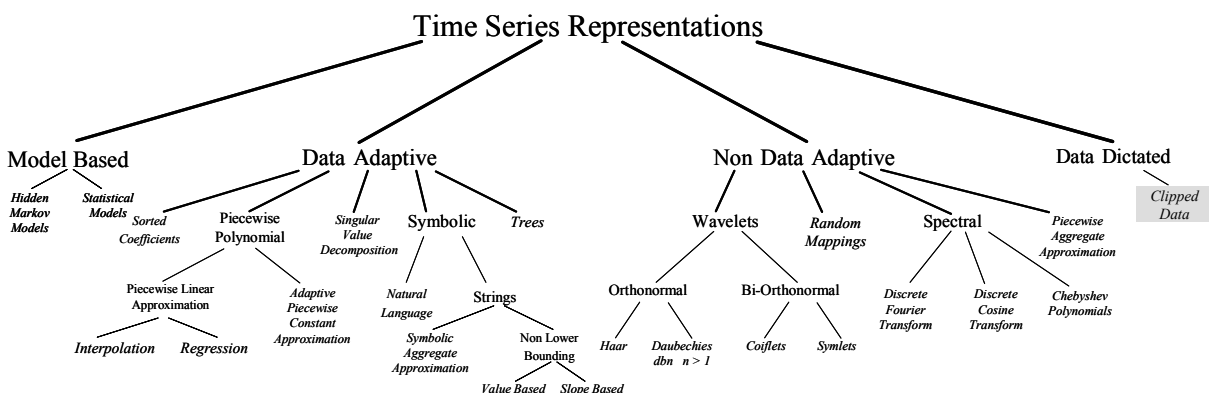 Time Series Representations
Model Based
Data Adaptive
Non Data Adaptive
Data Dictated
Hidden
Markov
Models
Statistical
Models
Sorted
Coefficients
Piecewise
Polynomial
Singular
Value
Decomposition
Symbolic
Trees
Wavelets
Random
Mappings
Spectral
Piecewise
Aggregate
Approximation
Clipped
Data
Piecewise Linear
Approximation
Adaptive
Piecewise
Constant
Approximation
Natural
Language
Strings
Orthonormal
Bi-Orthonormal
Discrete
Fourier
Transform
Discrete
Cosine
Transform
Chebyshev
Polynomials
Interpolation
Regression
Symbolic
Aggregate
Approximation
Non Lower
Bounding
Haar
Daubechies
dbn n > 1
Coiflets
Symlets
Value Based
Slope Based